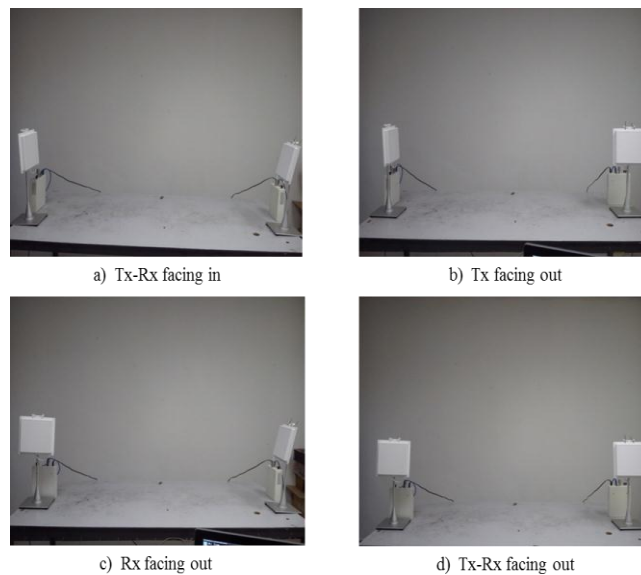 a) Tx-Rx facing in
b) Tx facing out
c) Rx facing out
d) Tx-Rx facing out